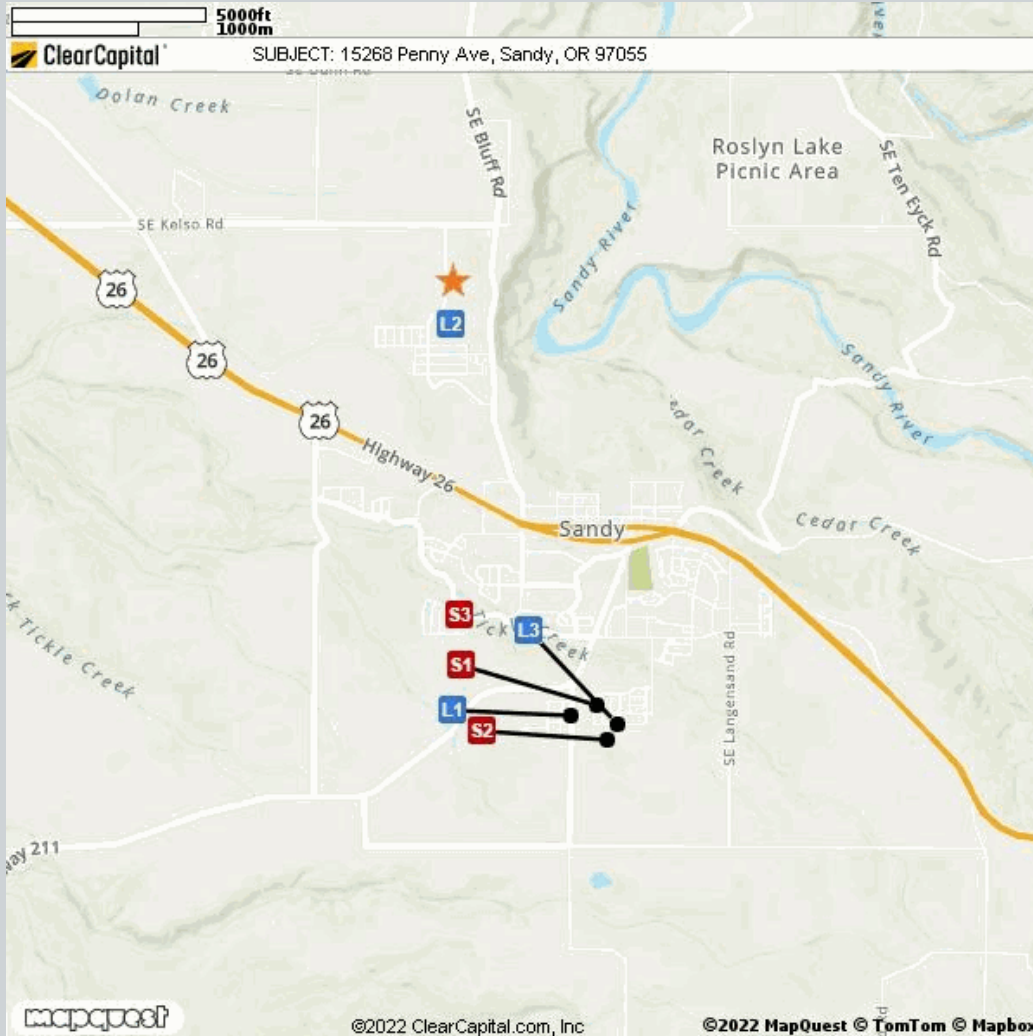 5000ft
1000m
ClearCapital SUBJECT: 15268 Penny Ave, Sandy, OR 97055
Dolan Creek
SE Bluff Rd
Roslyn Lake
Picnic Area
SE Ten Eyck Rd
SE Kelso Rd
Sandy River
26
L2
26
Sandy River
26
Highway 26
Creek
Sandy
Cedar Creek
Tickle Creek
S3
L3
Creek
S1
SE Langensand Rd
L1
S2
211
mapquest
©2022 ClearCapital.com, Inc
©2022 MapQuest © TomTom © Mapbox